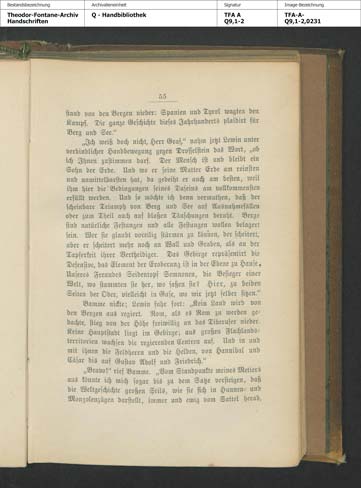 Bestandsbezeichnung
Theodor-Fontane-Archiv
Handschriften
Archivalieneinheit
Q - Handbibliothek
Signatur
TFA A
Q9,1-2
Image-Bezeichnung
TFA-A-
Q9,1-2,0231
55
stand von den Bergen nieder: Spanien und Tyrol wagten den
Kampf. Die ganze Geschichte dieses Jahrhunderts plaidirt für
Berg und See.“
„Ich weiß doch nicht, Herr Graf,“ nahm jetzt Lewin unter
verbindlicher Handbewegung gegen Drosselstein das Wort, „ob
ich Ihnen zustimmen darf. Der Mensch ist und bleibt ein
Sohn der Erde. Und wo er seine Mutter Erde am reinsten
und unmittelbarsten hat, da gedeiht er auch am besten, weil
ihm hier die Bedingungen seines Daseins am vollkommensten
erfüllt werden. Und so möchte ich denn vermuthen, daß der
scheinbare Triumph von Berg und See auf Ausnahmefällen
oder zum Theil auch auf bloßen Täuschungen beruht. Berge
sind natürliche Festungen und alle Festungen wollen belagert
sein. Wer sie glaubt voreilig stürmen zu können, der scheitert;
aber er scheitert mehr noch an Wall und Graben, als an der
Tapferkeit ihrer Vertheidiger. Das Gebirge repräsentirt die
Defensive, das Element der Eroberung ist in der Ebene zu Hause.
Unseres Freundes Seidentopf Semnonen, die Besieger einer
Welt, wo stammten sie her, wo saßen sie? Hier, zu beiden
Seiten der Oder, vielleicht in Guse, wo wir jetzt selber sitzen.“
Bamme nickte; Lewin fuhr fort: „Kein Land wird von
den Bergen aus regiert. Rom, als es Rom zu werden ge-
dachte, stieg von der Höhe freiwillig an das Tiberufer nieder.
Keine Hauptstadt liegt im Gebirge; aus großen Flachlands-
territorien wachsen die regierenden Centren auf. Und in und
mit ihnen die Feldherren und die Helden, von Hannibal und
Cäsar bis auf Gustav Adolf und Friedrich.“
„Bravo!“ rief Bamme. „Vom Standpunkte meines Metiers
aus könnte ich mich sogar bis zu dem Satze versteigen, daß
die Weltgeschichte großen Seils, wie sie sich in Hunnen- und
Mongolenzügen darstellt, immer und ewig vom Sattel herab,